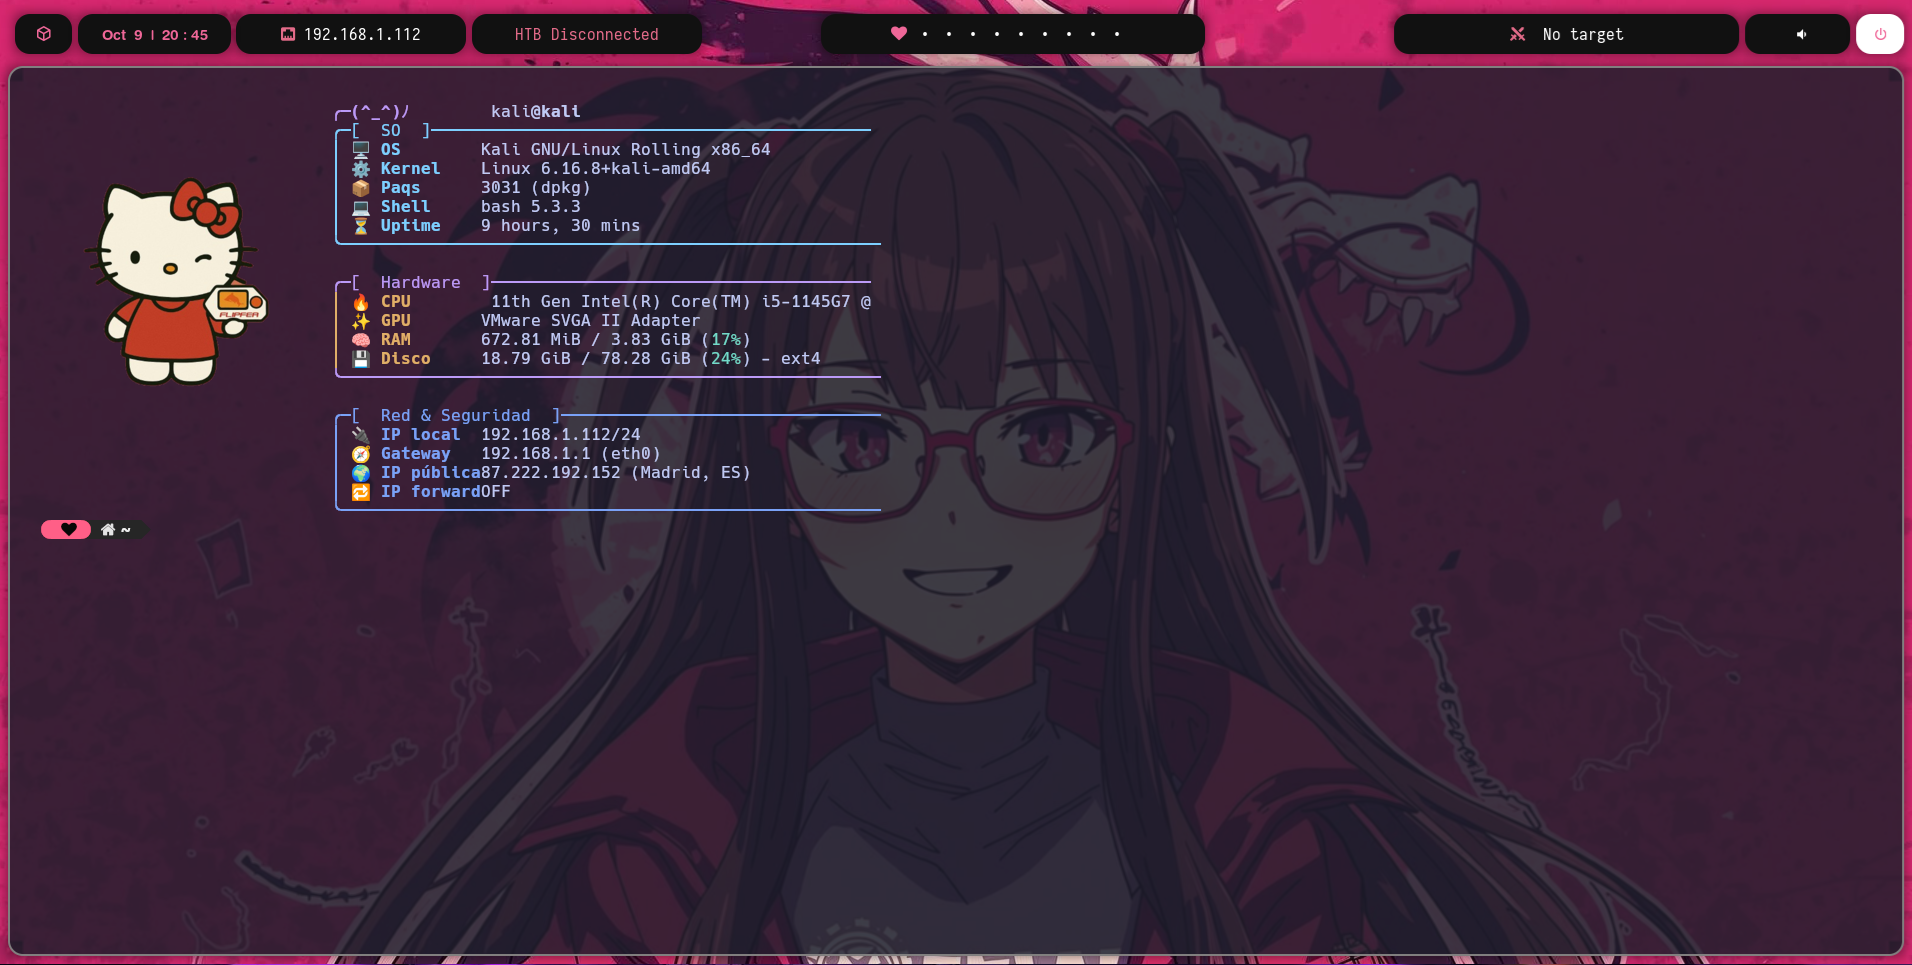 Oct 9 | 20:45
192.168.1.112
HTB Disconnected
No target
(^_^)ノ kali@kali
[ SO ]
OS Kali GNU/Linux Rolling x86_64
Kernel Linux 6.16.8+kali-amd64
Paqs 3031 (dpkg)
Shell bash 5.3.3
Uptime 9 hours, 30 mins
[ Hardware ]
CPU 11th Gen Intel(R) Core(TM) i5-1145G7 @
GPU VMware SVGA II Adapter
RAM 672.81 MiB / 3.83 GiB (17%)
Disco 18.79 GiB / 78.28 GiB (24%) - ext4
[ Red & Seguridad ]
IP local 192.168.1.112/24
Gateway 192.168.1.1 (eth0)
IP pública87.222.192.152 (Madrid, ES)
IP forwardOFF
FLIPFER
~